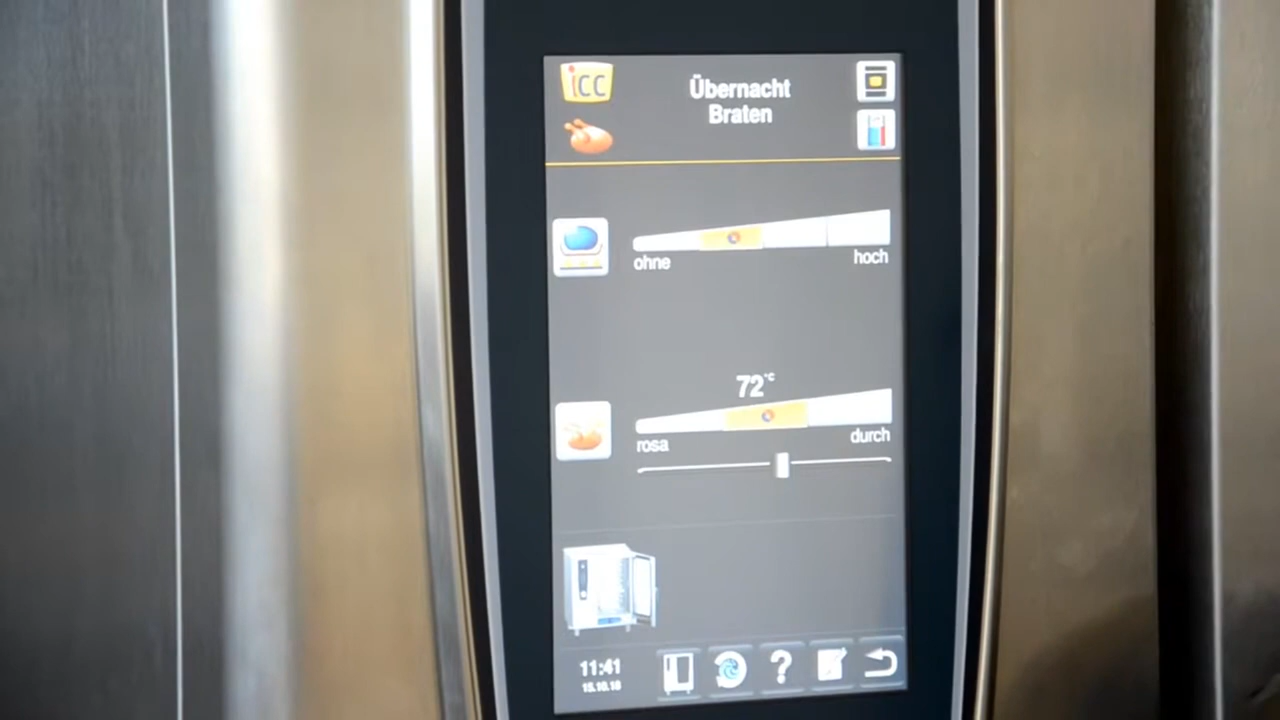 icc
Übernacht
Braten
ohne hoch
72°C
rosa durch
11:41
?